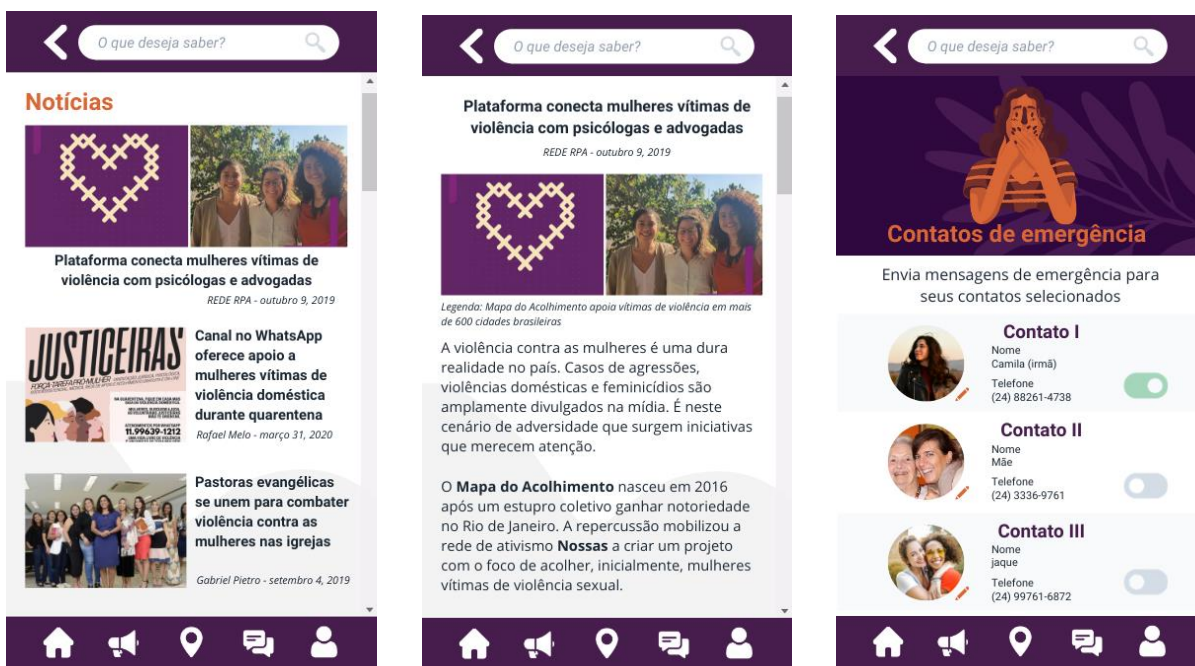 O que deseja saber?
Notícias
Plataforma conecta mulheres vítimas de
violência com psicólogas e advogadas
REDE RPA - outubro 9, 2019
JUSTICEIRAS
FORÇA-TAREFA PRÓ MULHER
11.99639-1212
Canal no WhatsApp
oferece apoio a
mulheres vítimas de
violência doméstica
durante quarentena
Rafael Melo - março 31, 2020
Pastoras evangélicas
se unem para combater
violência contra as
mulheres nas igrejas
Gabriel Pietro - setembro 4, 2019
O que deseja saber?
Plataforma conecta mulheres vítimas de
violência com psicólogas e advogadas
REDE RPA - outubro 9, 2019
Legenda: Mapa do Acolhimento apoia vítimas de violência em mais
de 600 cidades brasileiras
A violência contra as mulheres é uma dura
realidade no país. Casos de agressões,
violências domésticas e feminicídios são
amplamente divulgados na mídia. É neste
cenário de adversidade que surgem iniciativas
que merecem atenção.
O Mapa do Acolhimento nasceu em 2016
após um estupro coletivo ganhar notoriedade
no Rio de Janeiro. A repercussão mobilizou a
rede de ativismo Nossas a criar um projeto
com o foco de acolher, inicialmente, mulheres
vítimas de violência sexual.
O que deseja saber?
Contatos de emergência
Envia mensagens de emergência para
seus contatos selecionados
Contato I
Nome
Camila (irmã)
Telefone
(24) 88261-4738
Contato II
Nome
Mãe
Telefone
(24) 3336-9761
Contato III
Nome
jaque
Telefone
(24) 99761-6872